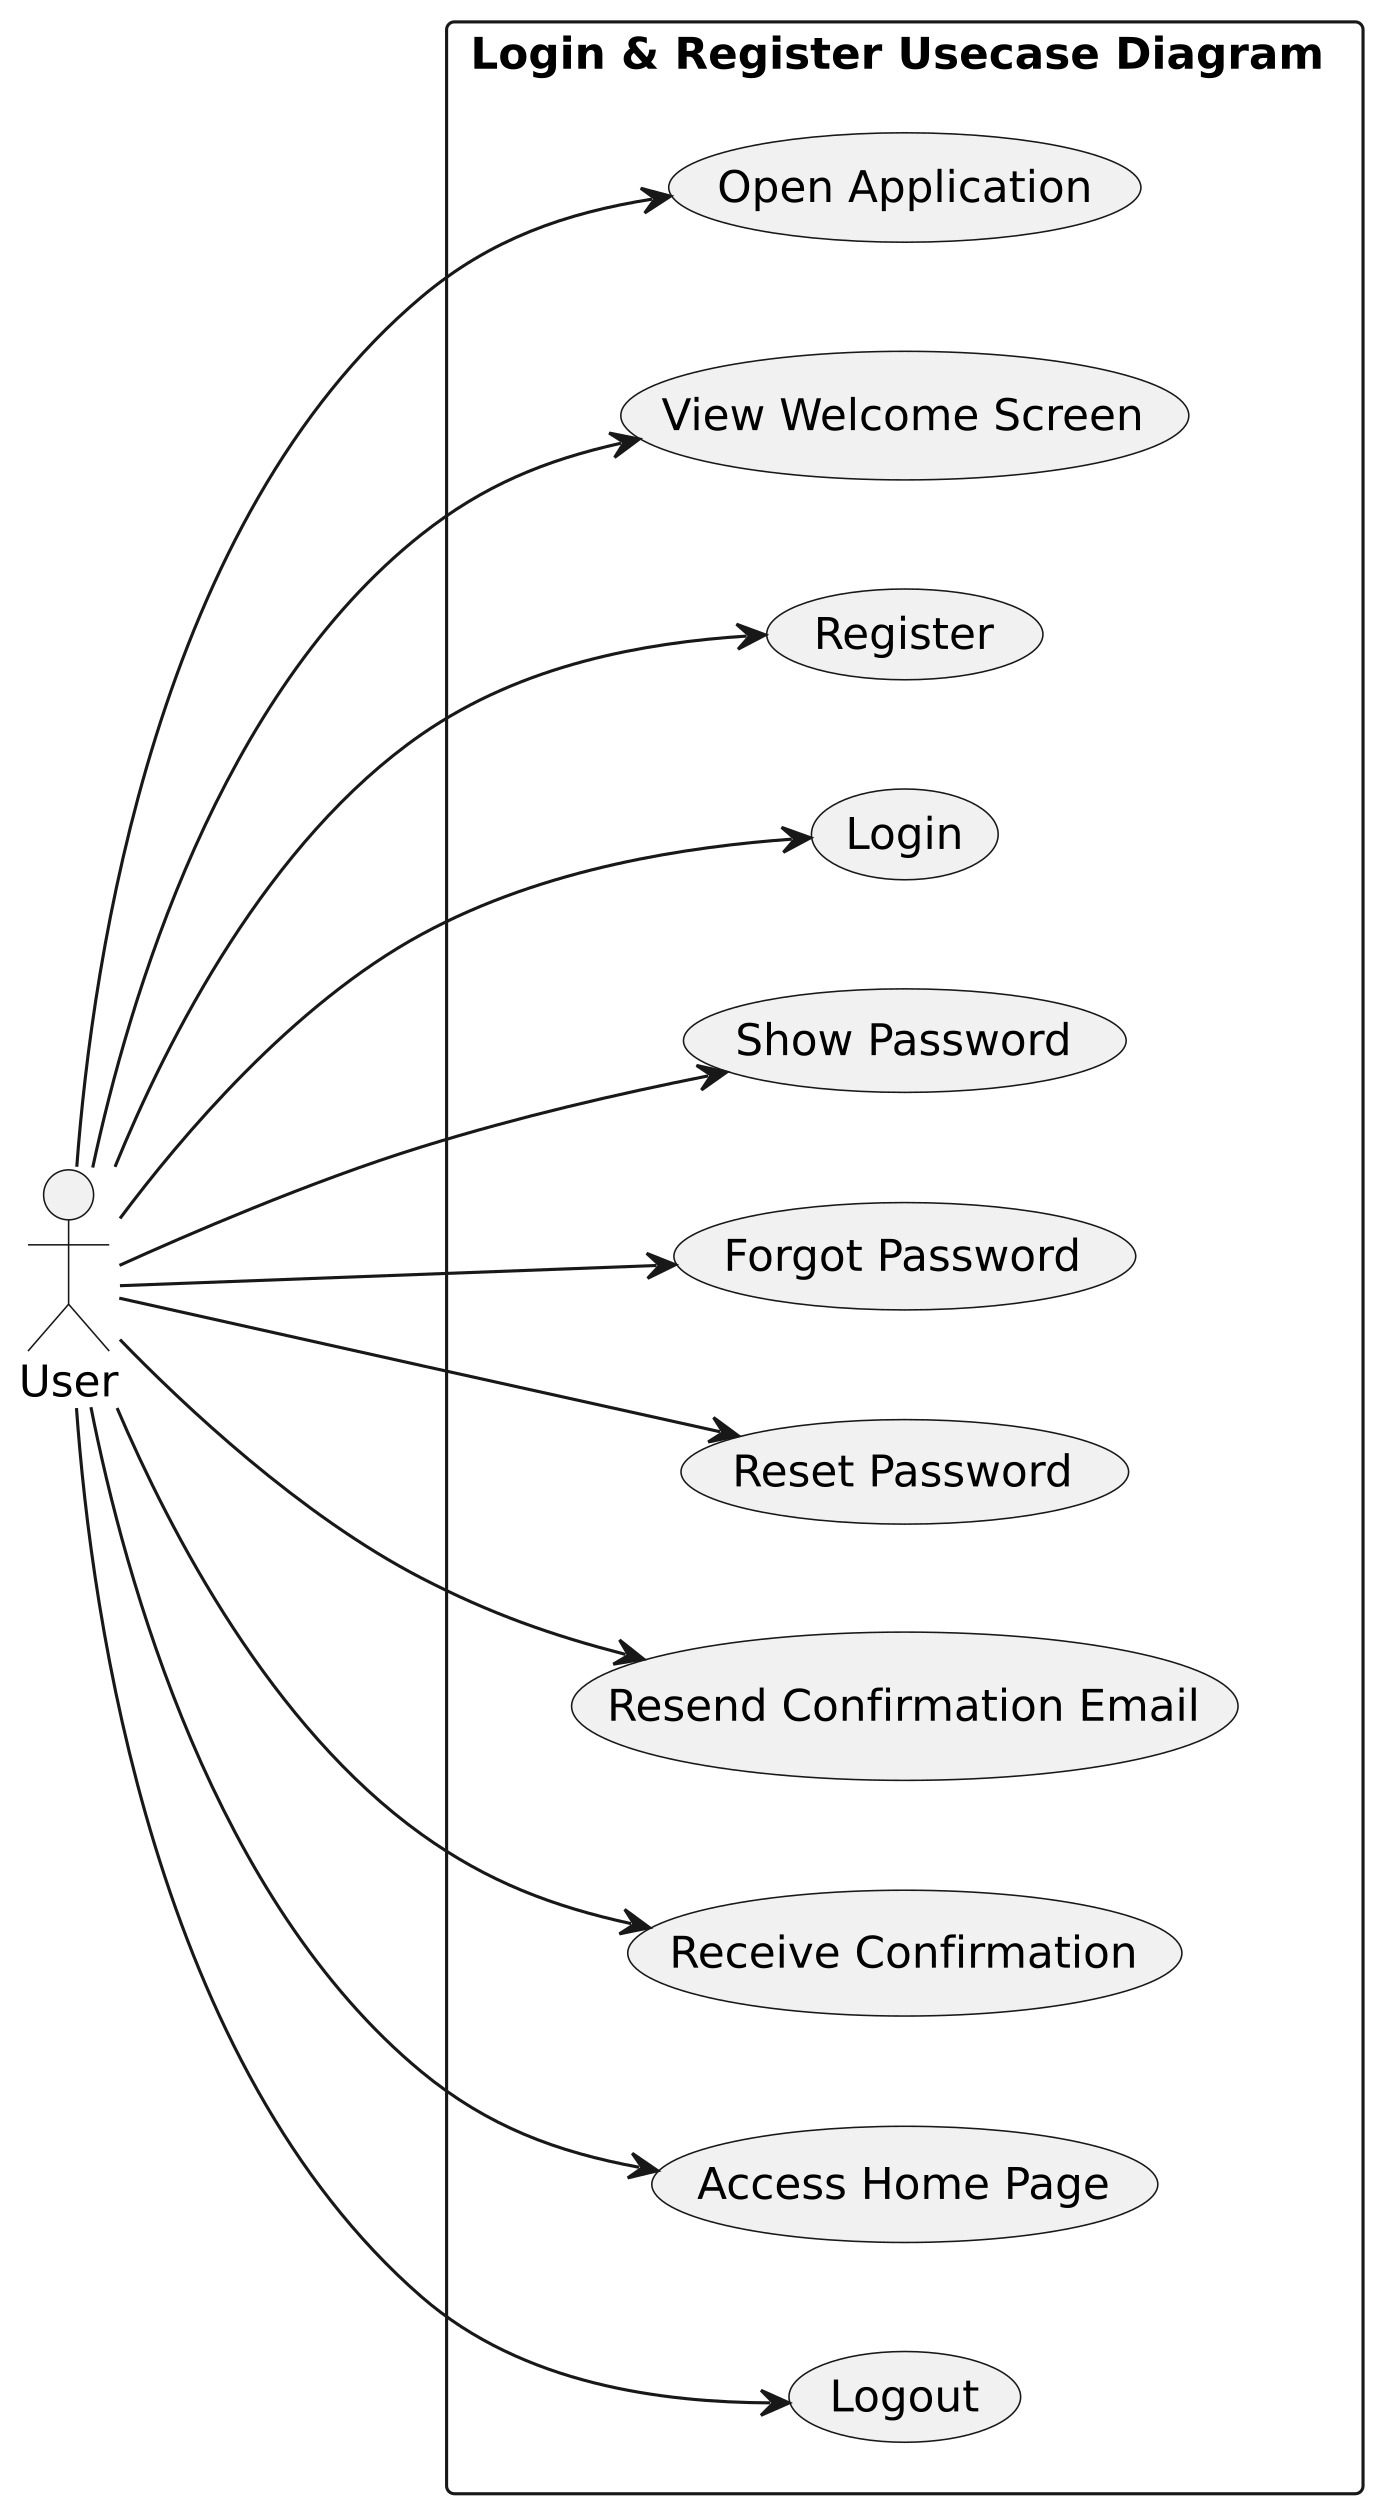 Login & Register Usecase Diagram
Open Application
View Welcome Screen
Register
Login
Show Password
Forgot Password
User
Reset Password
Resend Confirmation Email
Receive Confirmation
Access Home Page
Logout